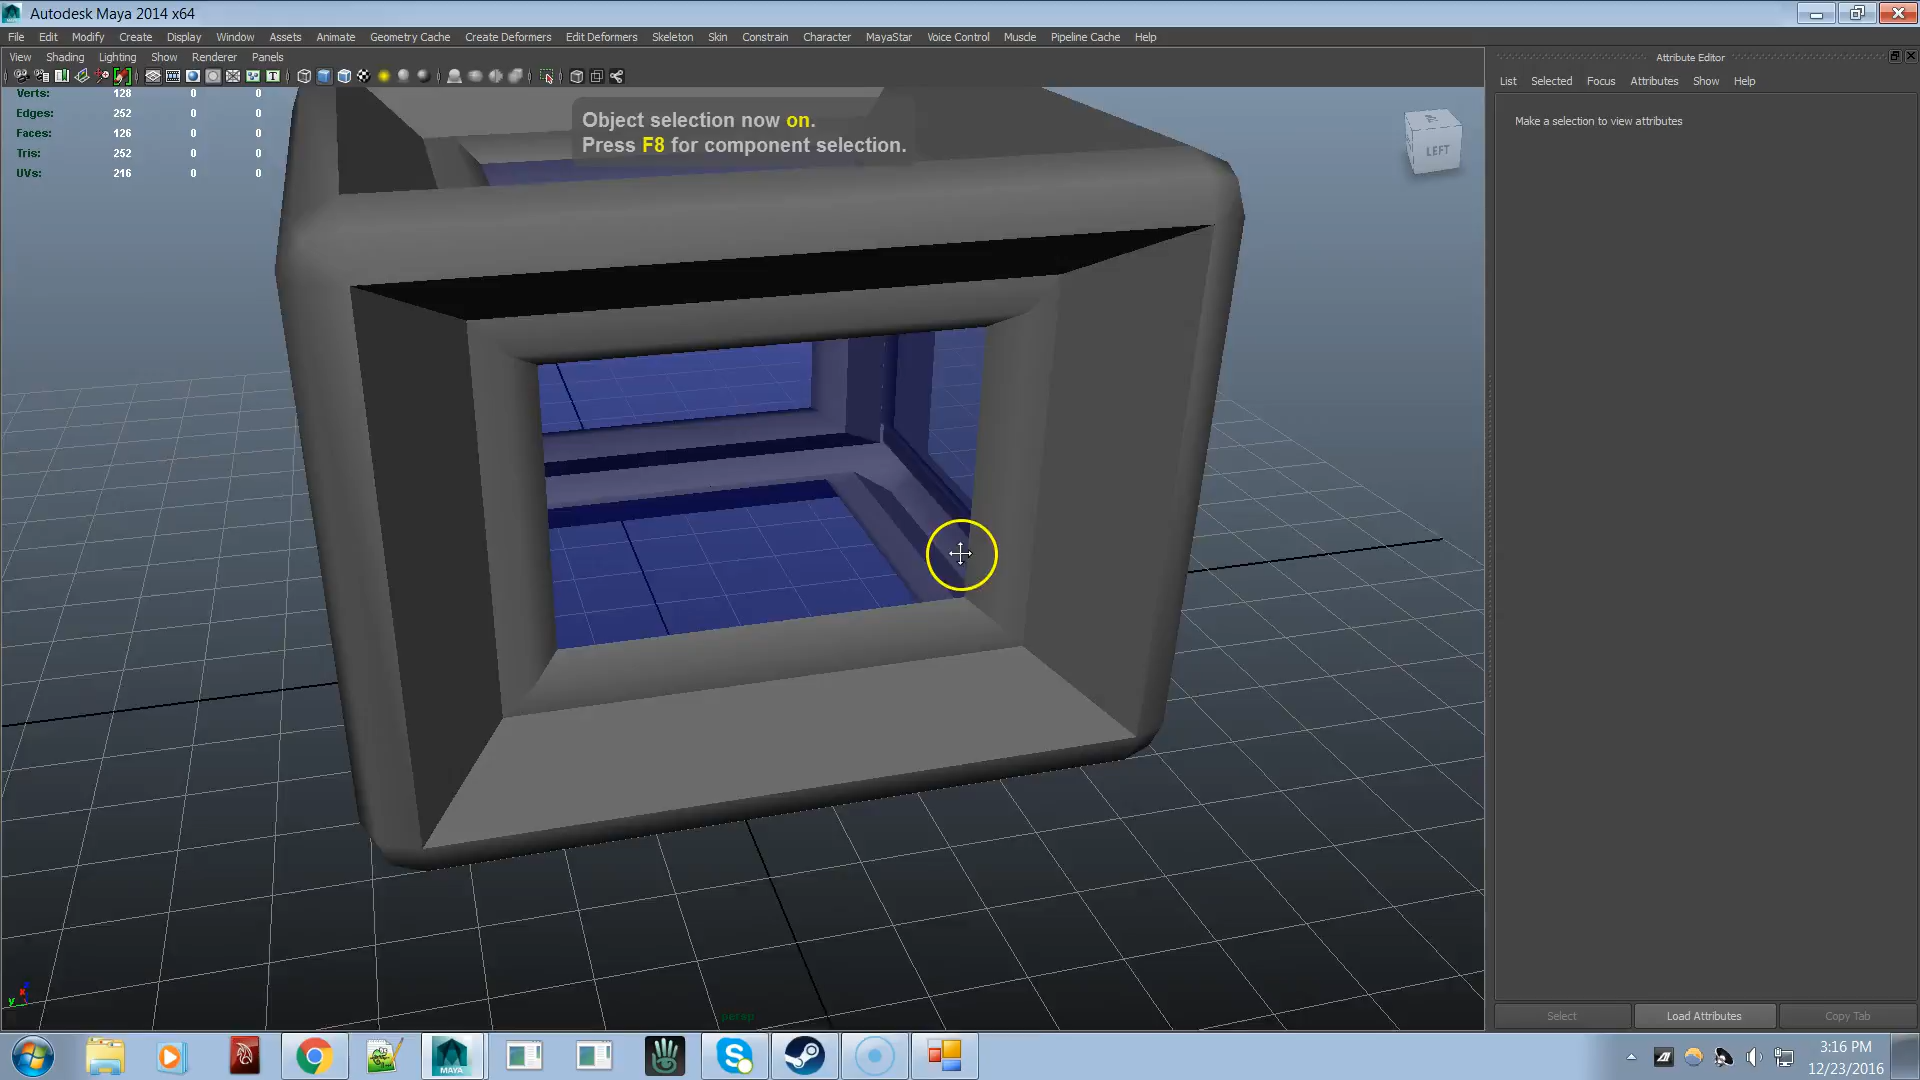 Autodesk Maya 2014 x64
File Edit Modify Create Display Window Assets Animate Geometry Cache Create Deformers Edit Deformers Skeleton Skin Constrain Character MayaStar Voice Control Muscle Pipeline Cache Help
View Shading Lighting Show Renderer Panels
Attribute Editor
List Selected Focus Attributes Show Help
Make a selection to view attributes
Verts: 128 0 0
Edges: 252 0 0
Faces: 126 0 0
Tris: 252 0 0
UVs: 216 0 0
Object selection now on.
Press F8 for component selection.
LEFT
persp
y
Select Load Attributes Copy Tab
MAYA
3:16 PM
12/23/2016